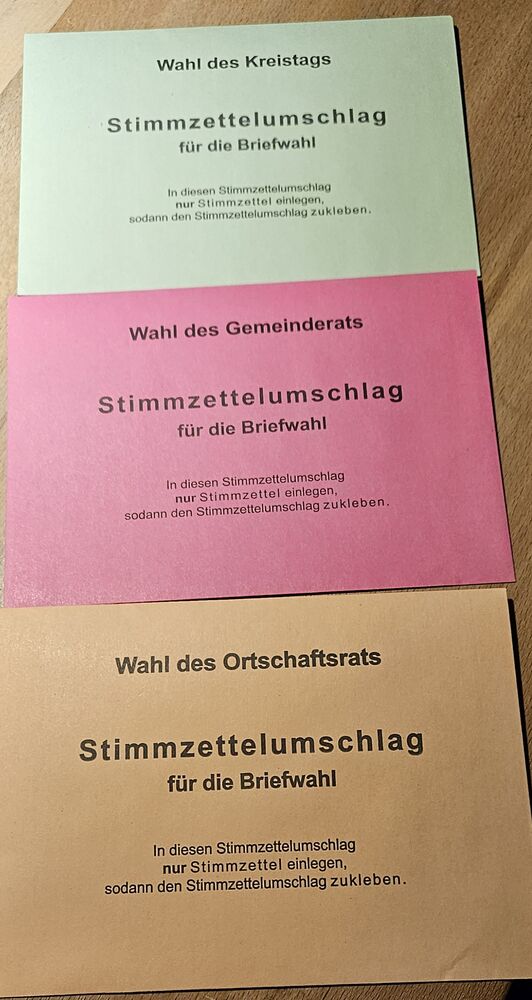 Wahl des Kreistags
Stimmzettelumschlag
für die Briefwahl
In diesen Stimmzettelumschlag
nur Stimmzettel einlegen,
sodann den Stimmzettelumschlag zukleben.
Wahl des Gemeinderats
Stimmzettelumschlag
für die Briefwahl
In diesen Stimmzettelumschlag
nur Stimmzettel einlegen,
sodann den Stimmzettelumschlag zukleben.
Wahl des Ortschaftsrats
Stimmzettelumschlag
für die Briefwahl
In diesen Stimmzettelumschlag
nur Stimmzettel einlegen,
sodann den Stimmzettelumschlag zukleben.